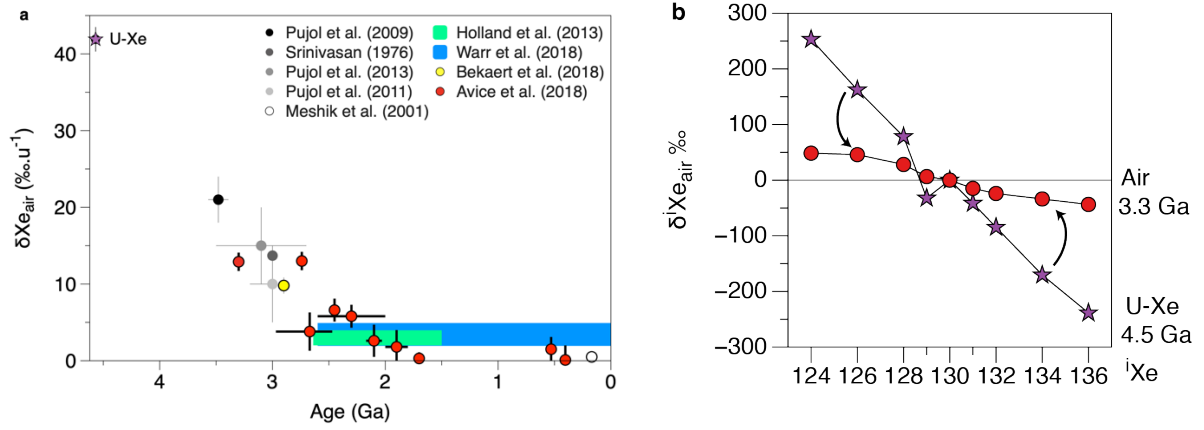 a
U-Xe
Pujol et al. (2009)
Srinivasan (1976)
Pujol et al. (2013)
Pujol et al. (2011)
Meshik et al. (2001)
Holland et al. (2013)
Warr et al. (2018)
Bekaert et al. (2018)
Avice et al. (2018)
40
30
20
10
0
δXeair (‰.u-1)
4 3 2 1 0
Age (Ga)
b
300
200
100
0
−100
−200
−300
δiXeair ‰
Air
3.3 Ga
U-Xe
4.5 Ga
124 126 128 130 132 134 136 iXe